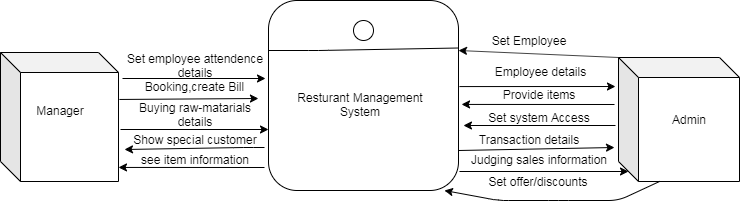 Set employee attendence
details
Booking,create Bill
Buying raw-matarials
details
Show special customer
see item information
Manager
Resturant Management
System
Set Employee
Employee details
Provide items
Set system Access
Transaction details
Judging sales information
Set offer/discounts
Admin